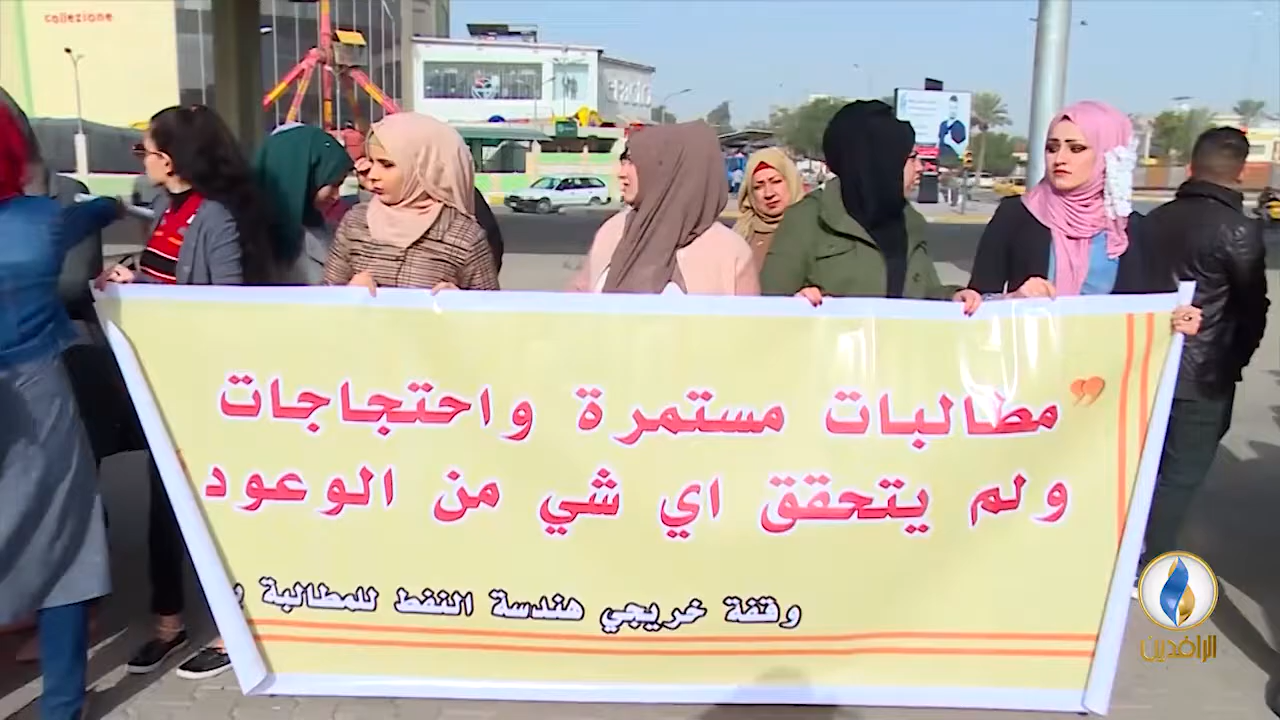 collezione
مطالبات مستمرة واحتجاجات
ولم يتحقق اي شي من الوعود
وقفة خريجي هندسة النفط للمطالبة
الرافدين